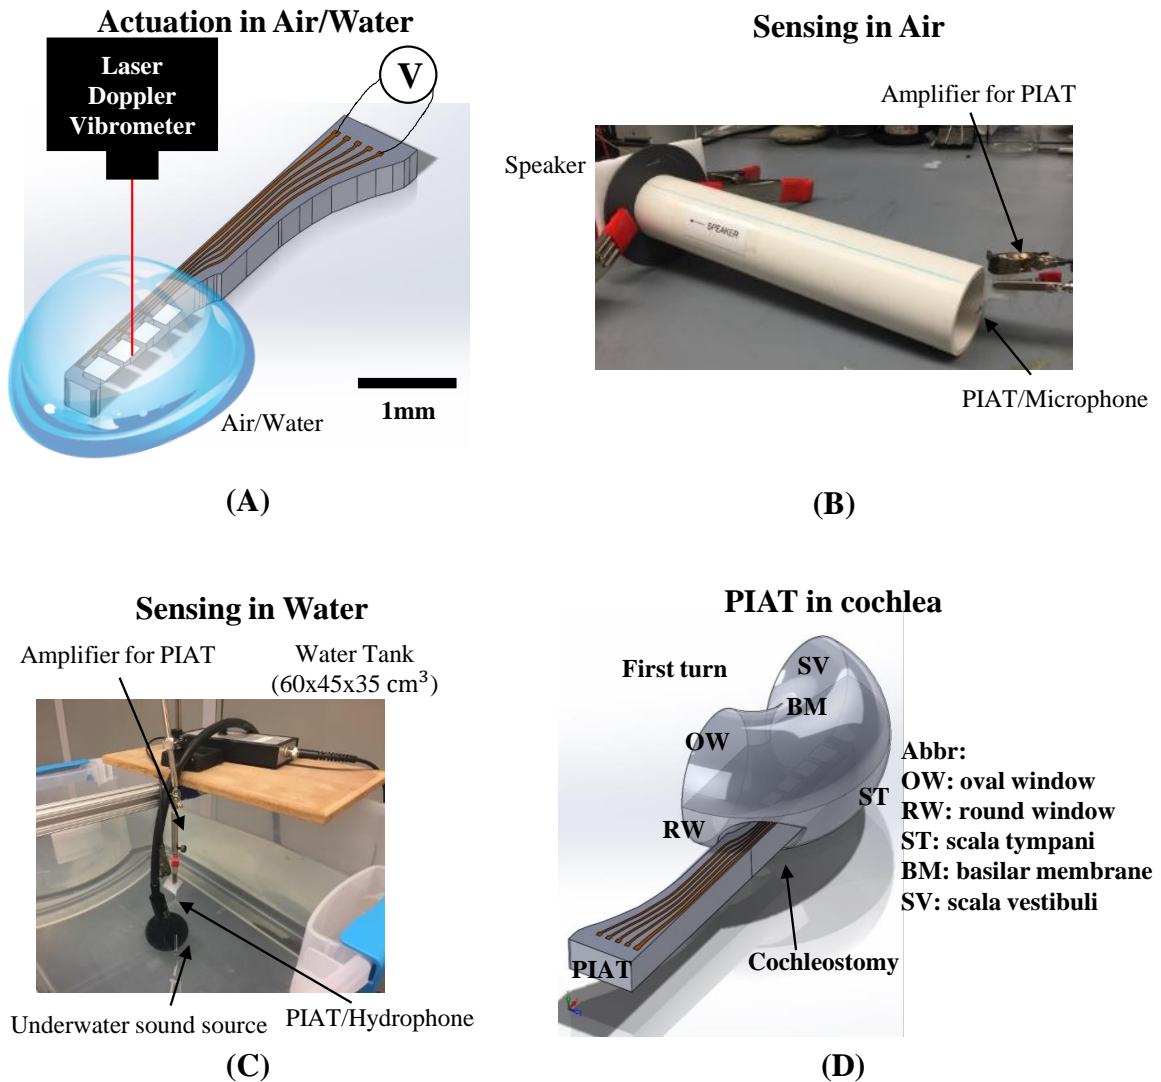 Actuation in Air/Water
Laser
Doppler
Vibrometer
V
Air/Water
1mm
(A)
Sensing in Air
Amplifier for PIAT
Speaker
SPEAKER
PIAT/Microphone
(B)
Sensing in Water
Amplifier for PIAT
Water Tank
(60x45x35 cm³)
Underwater sound source
PIAT/Hydrophone
(C)
PIAT in cochlea
First turn
SV
BM
OW
ST
RW
PIAT
Cochleostomy
Abbr:
OW: oval window
RW: round window
ST: scala tympani
BM: basilar membrane
SV: scala vestibuli
(D)